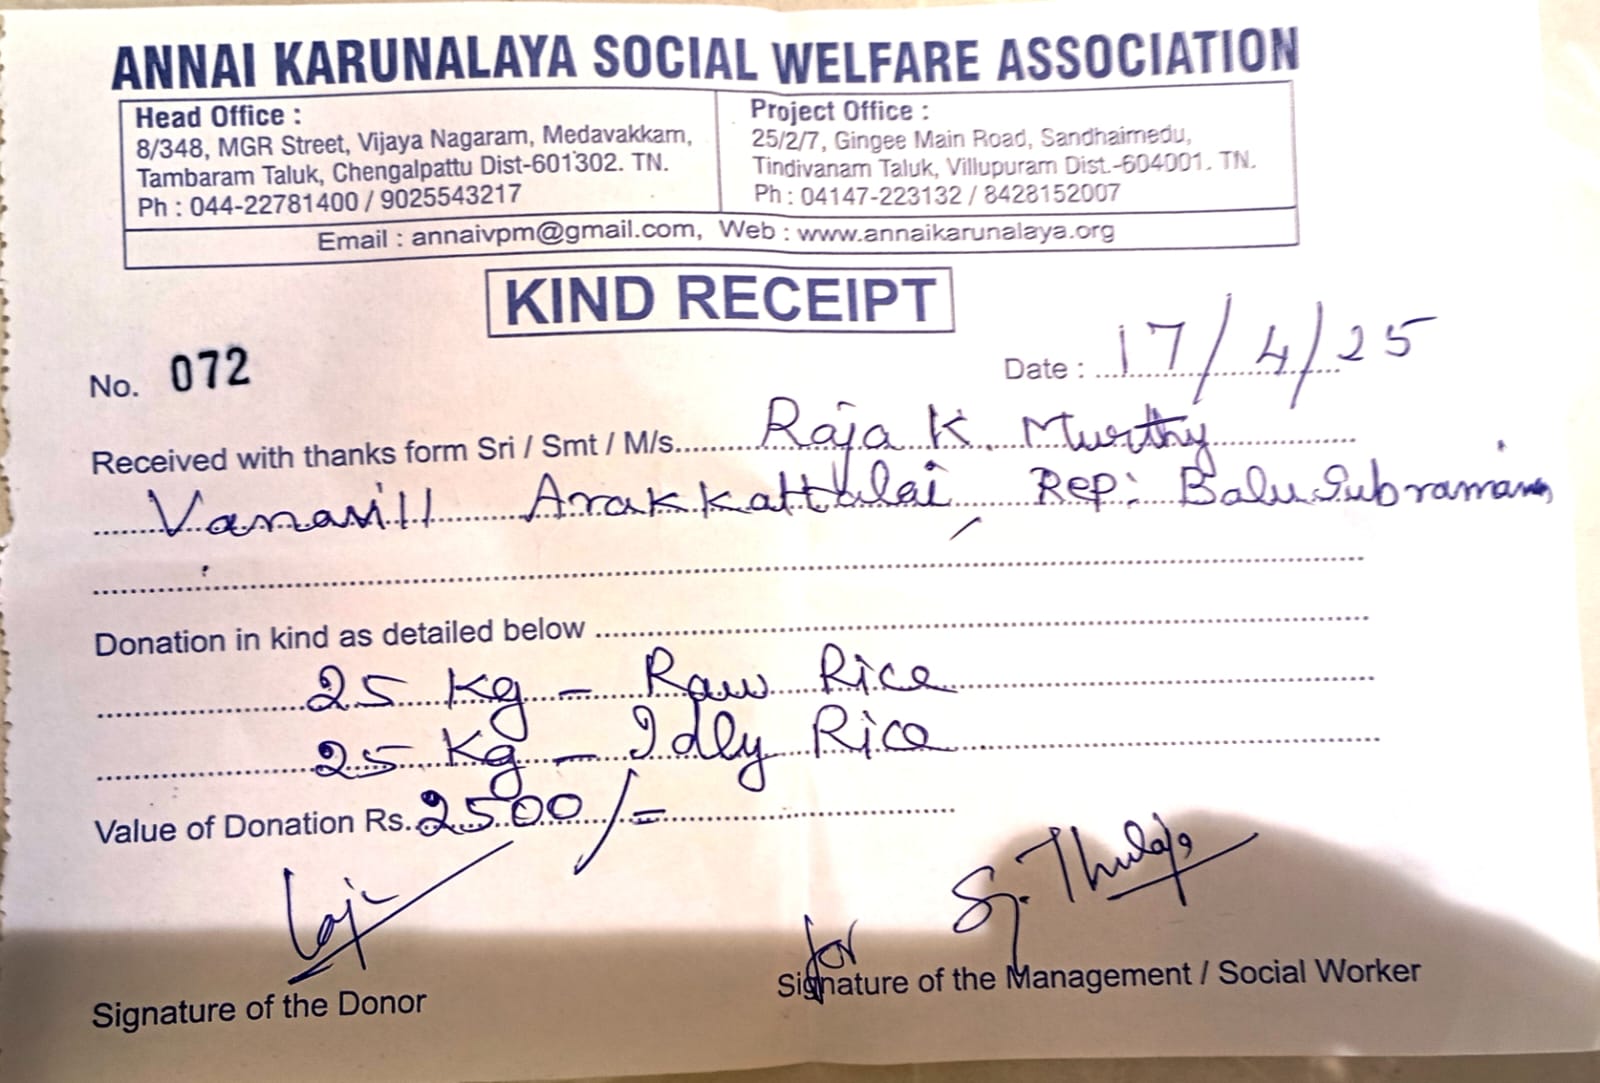 ANNAI KARUNALAYA SOCIAL WELFARE ASSOCIATION
Head Office :
8/348, MGR Street, Vijaya Nagaram, Medavakkam,
Tambaram Taluk, Chengalpattu Dist-601302. TN.
Ph : 044-22781400 / 9025543217
Project Office :
25/2/7, Gingee Main Road, Sandhaimedu,
Tindivanam Taluk, Villupuram Dist.-604001. TN.
Ph : 04147-223132 / 8428152007
Email : annaivpm@gmail.com, Web : www.annaikarunalaya.org
KIND RECEIPT
No. 072
Date : 17/4/25
Received with thanks form Sri / Smt / M/s. Raja K. Murthy
Vanavill Arakkattalai, Rep: Balu Subramani
Donation in kind as detailed below
25 Kg – Raw Rice
25 Kg – Idly Rice
Value of Donation Rs. 2500/=
for S. Thulaja
Signature of the Donor
Signature of the Management / Social Worker